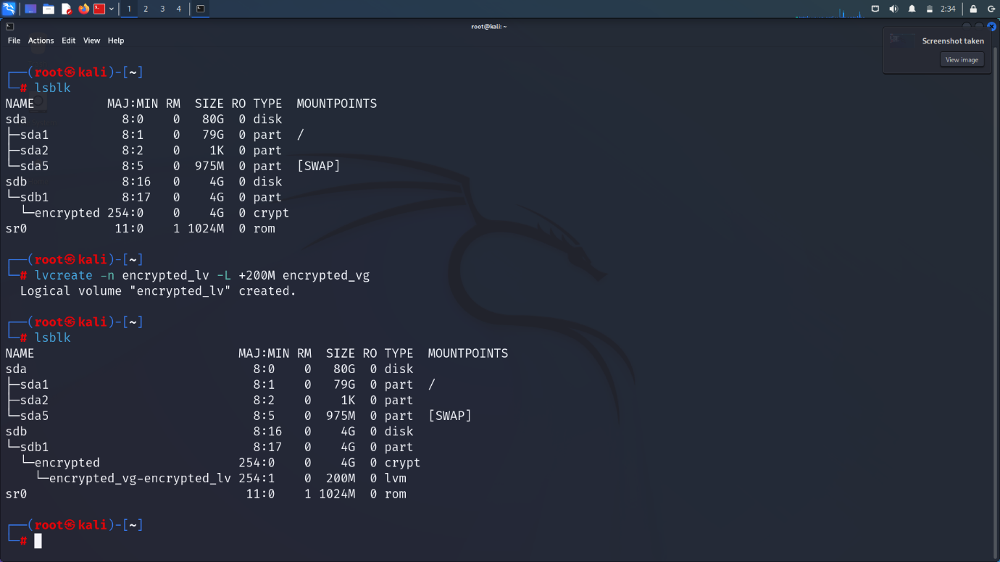 1 2 3 4
2:34
root@kali: ~
File Actions Edit View Help
Screenshot taken
View image
┌──(root㉿kali)-[~]
└─# lsblk
NAME          MAJ:MIN RM  SIZE RO TYPE  MOUNTPOINTS
sda             8:0    0   80G  0 disk
├─sda1          8:1    0   79G  0 part  /
├─sda2          8:2    0    1K  0 part
└─sda5          8:5    0  975M  0 part  [SWAP]
sdb             8:16   0    4G  0 disk
└─sdb1          8:17   0    4G  0 part
  └─encrypted 254:0    0    4G  0 crypt
sr0            11:0    1 1024M  0 rom
┌──(root㉿kali)-[~]
└─# lvcreate -n encrypted_lv -L +200M encrypted_vg
  Logical volume "encrypted_lv" created.
┌──(root㉿kali)-[~]
└─# lsblk
NAME                            MAJ:MIN RM  SIZE RO TYPE  MOUNTPOINTS
sda                               8:0    0   80G  0 disk
├─sda1                            8:1    0   79G  0 part  /
├─sda2                            8:2    0    1K  0 part
└─sda5                            8:5    0  975M  0 part  [SWAP]
sdb                               8:16   0    4G  0 disk
└─sdb1                            8:17   0    4G  0 part
  └─encrypted                   254:0    0    4G  0 crypt
    └─encrypted_vg-encrypted_lv 254:1    0  200M  0 lvm
sr0                              11:0    1 1024M  0 rom
┌──(root㉿kali)-[~]
└─#